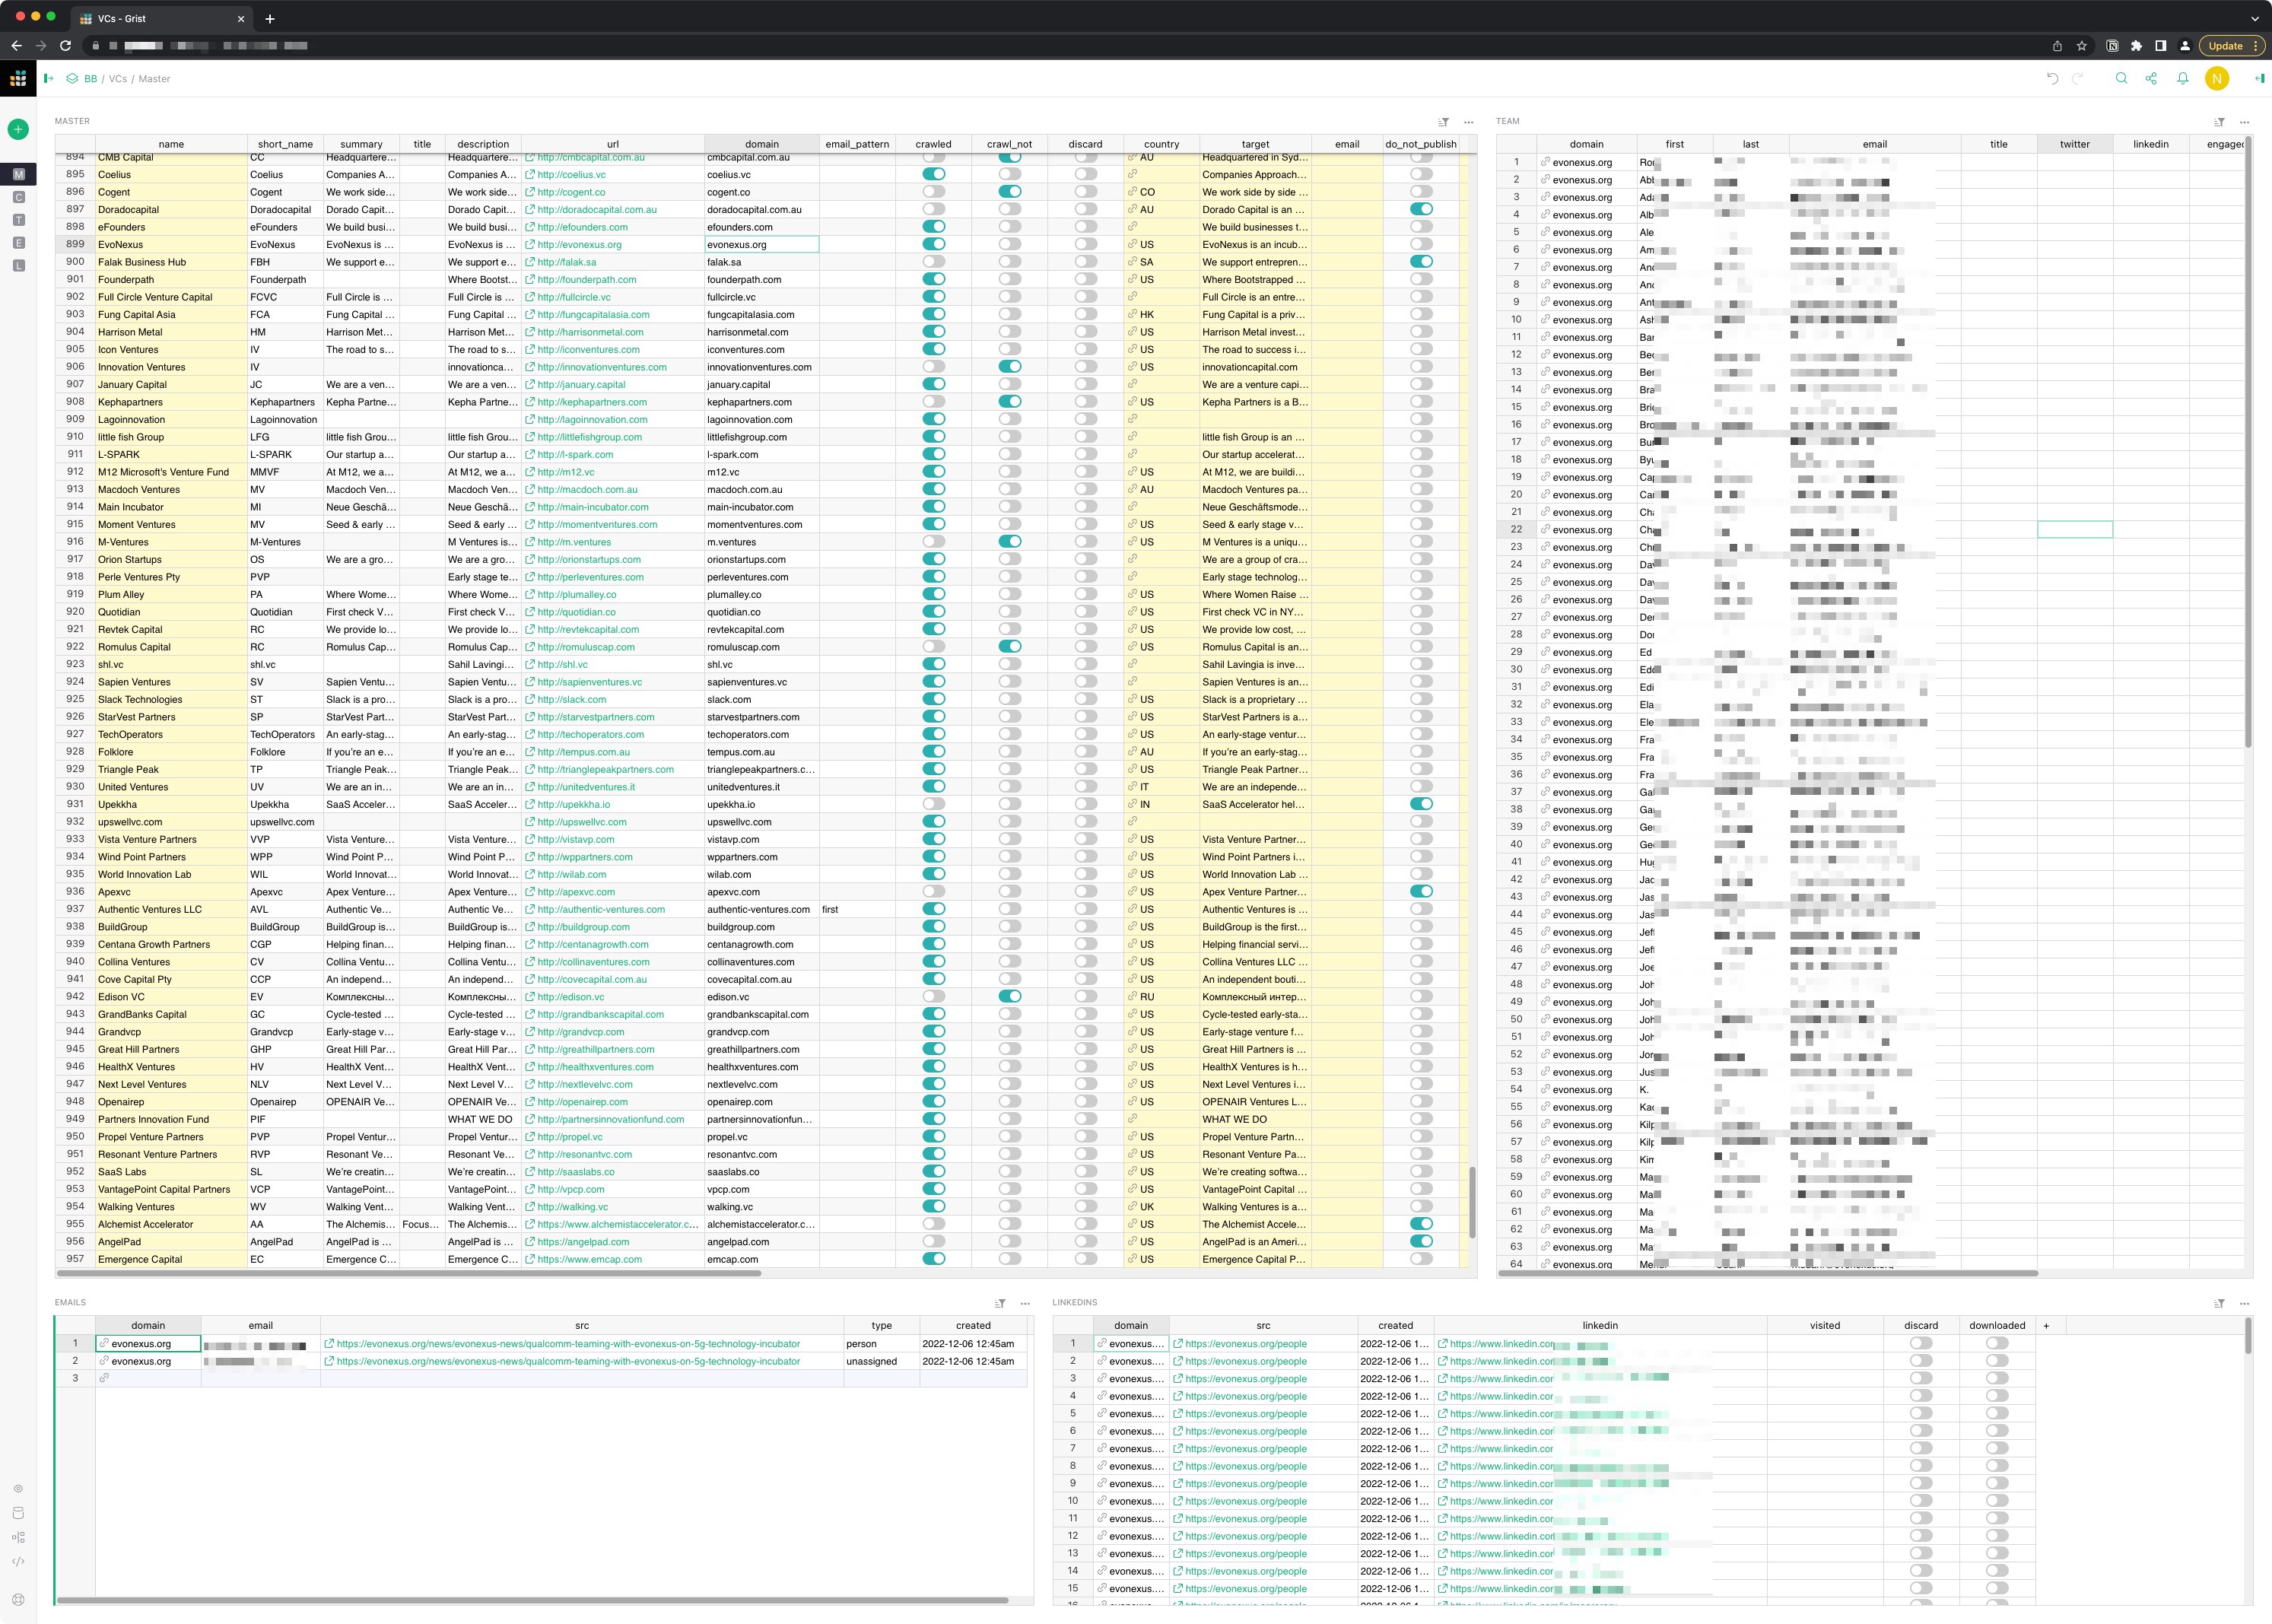 VCs - Grist
Update
BB / VCs / Master
N
M
C
T
E
L
MASTER
name short_name summary title description url domain email_pattern crawled crawl_not discard country target email do_not_publish
894 CMB Capital CC Headquartere... Headquartere... http://cmbcapital.com.au cmbcapital.com.au AU Headquartered in Syd...
895 Coelius Coelius Companies A... Companies A... http://coelius.vc coelius.vc Companies Approach...
896 Cogent Cogent We work side... We work side... http://cogent.co cogent.co CO We work side by side ...
897 Doradocapital Doradocapital Dorado Capit... Dorado Capit... http://doradocapital.com.au doradocapital.com.au AU Dorado Capital is an ...
898 eFounders eFounders We build busi... We build busi... http://efounders.com efounders.com We build businesses t...
899 EvoNexus EvoNexus EvoNexus is ... EvoNexus is ... http://evonexus.org evonexus.org US EvoNexus is an incub...
900 Falak Business Hub FBH We support e... We support e... http://falak.sa falak.sa SA We support entrepren...
901 Founderpath Founderpath Where Bootst... http://founderpath.com founderpath.com US Where Bootstrapped ...
902 Full Circle Venture Capital FCVC Full Circle is ... Full Circle is ... http://fullcircle.vc fullcircle.vc Full Circle is an entre...
903 Fung Capital Asia FCA Fung Capital ... Fung Capital ... http://fungcapitalasia.com fungcapitalasia.com HK Fung Capital is a priv...
904 Harrison Metal HM Harrison Met... Harrison Met... http://harrisonmetal.com harrisonmetal.com US Harrison Metal invest...
905 Icon Ventures IV The road to s... The road to s... http://iconventures.com iconventures.com US The road to success i...
906 Innovation Ventures IV innovationca... http://innovationventures.com innovationventures.com US innovationcapital.com
907 January Capital JC We are a ven... We are a ven... http://january.capital january.capital We are a venture capi...
908 Kephapartners Kephapartners Kepha Partne... Kepha Partne... http://kephapartners.com kephapartners.com US Kepha Partners is a B...
909 Lagoinnovation Lagoinnovation http://lagoinnovation.com lagoinnovation.com
910 little fish Group LFG little fish Grou... little fish Grou... http://littlefishgroup.com littlefishgroup.com little fish Group is an ...
911 L-SPARK L-SPARK Our startup a... Our startup a... http://l-spark.com l-spark.com Our startup accelerat...
912 M12 Microsoft's Venture Fund MMVF At M12, we a... At M12, we a... http://m12.vc m12.vc US At M12, we are buildi...
913 Macdoch Ventures MV Macdoch Ven... Macdoch Ven... http://macdoch.com.au macdoch.com.au AU Macdoch Ventures pa...
914 Main Incubator MI Neue Geschä... Neue Geschä... http://main-incubator.com main-incubator.com Neue Geschäftsmode...
915 Moment Ventures MV Seed & early ... Seed & early ... http://momentventures.com momentventures.com US Seed & early stage v...
916 M-Ventures M-Ventures M Ventures is... http://m.ventures m.ventures US M Ventures is a uniqu...
917 Orion Startups OS We are a gro... We are a gro... http://orionstartups.com orionstartups.com We are a group of cra...
918 Perle Ventures Pty PVP Early stage te... http://perleventures.com perleventures.com Early stage technolog...
919 Plum Alley PA Where Wome... Where Wome... http://plumalley.co plumalley.co US Where Women Raise ...
920 Quotidian Quotidian First check V... First check V... http://quotidian.co quotidian.co US First check VC in NY...
921 Revtek Capital RC We provide lo... We provide lo... http://revtekcapital.com revtekcapital.com US We provide low cost, ...
922 Romulus Capital RC Romulus Cap... Romulus Cap... http://romuluscap.com romuluscap.com US Romulus Capital is an...
923 shl.vc shl.vc Sahil Lavingi... http://shl.vc shl.vc Sahil Lavingia is inve...
924 Sapien Ventures SV Sapien Ventu... Sapien Ventu... http://sapienventures.vc sapienventures.vc Sapien Ventures is an...
925 Slack Technologies ST Slack is a pro... Slack is a pro... http://slack.com slack.com US Slack is a proprietary ...
926 StarVest Partners SP StarVest Part... StarVest Part... http://starvestpartners.com starvestpartners.com US StarVest Partners is a...
927 TechOperators TechOperators An early-stag... An early-stag... http://techoperators.com techoperators.com US An early-stage ventur...
928 Folklore Folklore If you're an e... If you're an e... http://tempus.com.au tempus.com.au AU If you're an early-stag...
929 Triangle Peak TP Triangle Peak... Triangle Peak... http://trianglepeakpartners.com trianglepeakpartners.c... US Triangle Peak Partner...
930 United Ventures UV We are an in... We are an in... http://unitedventures.it unitedventures.it IT We are an independe...
931 Upekkha Upekkha SaaS Acceler... SaaS Acceler... http://upekkha.io upekkha.io IN SaaS Accelerator hel...
932 upswellvc.com upswellvc.com http://upswellvc.com upswellvc.com
933 Vista Venture Partners VVP Vista Venture... Vista Venture... http://vistavp.com vistavp.com US Vista Venture Partner...
934 Wind Point Partners WPP Wind Point P... Wind Point P... http://wppartners.com wppartners.com US Wind Point Partners i...
935 World Innovation Lab WIL World Innovat... World Innovat... http://wilab.com wilab.com US World Innovation Lab ...
936 Apexvc Apexvc Apex Venture... Apex Venture... http://apexvc.com apexvc.com US Apex Venture Partner...
937 Authentic Ventures LLC AVL Authentic Ve... Authentic Ve... http://authentic-ventures.com authentic-ventures.com first US Authentic Ventures is ...
938 BuildGroup BuildGroup BuildGroup is... BuildGroup is... http://buildgroup.com buildgroup.com US BuildGroup is the first...
939 Centana Growth Partners CGP Helping finan... Helping finan... http://centanagrowth.com centanagrowth.com US Helping financial servi...
940 Collina Ventures CV Collina Ventu... Collina Ventu... http://collinaventures.com collinaventures.com US Collina Ventures LLC ...
941 Cove Capital Pty CCP An independ... An independ... http://covecapital.com.au covecapital.com.au US An independent bouti...
942 Edison VC EV Комплексны... Комплексны... http://edison.vc edison.vc RU Комплексный интер...
943 GrandBanks Capital GC Cycle-tested ... Cycle-tested ... http://grandbankscapital.com grandbankscapital.com US Cycle-tested early-sta...
944 Grandvcp Grandvcp Early-stage v... Early-stage v... http://grandvcp.com grandvcp.com US Early-stage venture f...
945 Great Hill Partners GHP Great Hill Par... Great Hill Par... http://greathillpartners.com greathillpartners.com US Great Hill Partners is ...
946 HealthX Ventures HV HealthX Vent... HealthX Vent... http://healthxventures.com healthxventures.com US HealthX Ventures is h...
947 Next Level Ventures NLV Next Level V... Next Level V... http://nextlevelvc.com nextlevelvc.com US Next Level Ventures i...
948 Openairep Openairep OPENAIR Ve... OPENAIR Ve... http://openairep.com openairep.com US OPENAIR Ventures L...
949 Partners Innovation Fund PIF WHAT WE DO http://partnersinnovationfund.com partnersinnovationfun... WHAT WE DO
950 Propel Venture Partners PVP Propel Ventur... Propel Ventur... http://propel.vc propel.vc US Propel Venture Partn...
951 Resonant Venture Partners RVP Resonant Ve... Resonant Ve... http://resonantvc.com resonantvc.com US Resonant Venture Pa...
952 SaaS Labs SL We're creatin... We're creatin... http://saaslabs.co saaslabs.co US We're creating softwa...
953 VantagePoint Capital Partners VCP VantagePoint... VantagePoint... http://vpcp.com vpcp.com US VantagePoint Capital ...
954 Walking Ventures WV Walking Vent... Walking Vent... http://walking.vc walking.vc UK Walking Ventures is a...
955 Alchemist Accelerator AA The Alchemis... Focus... The Alchemis... https://www.alchemistaccelerator.c... alchemistaccelerator.c... US The Alchemist Accele...
956 AngelPad AngelPad AngelPad is ... AngelPad is ... https://angelpad.com angelpad.com US AngelPad is an Ameri...
957 Emergence Capital EC Emergence C... Emergence C... https://www.emcap.com emcap.com US Emergence Capital P...
TEAM
domain first last email title twitter linkedin engaged
1 evonexus.org Ro
2 evonexus.org Ab
3 evonexus.org Ad
4 evonexus.org Alb
5 evonexus.org Ale
6 evonexus.org Am
7 evonexus.org An
8 evonexus.org An
9 evonexus.org Ant
10 evonexus.org Ash
11 evonexus.org Bar
12 evonexus.org Be
13 evonexus.org Ber
14 evonexus.org Bra
15 evonexus.org Bri
16 evonexus.org Bro
17 evonexus.org Bu
18 evonexus.org By
19 evonexus.org Ca
20 evonexus.org Ca
21 evonexus.org Ch
22 evonexus.org Ch
23 evonexus.org Ch
24 evonexus.org Da
25 evonexus.org Da
26 evonexus.org Da
27 evonexus.org De
28 evonexus.org Do
29 evonexus.org Ed
30 evonexus.org Ed
31 evonexus.org Edi
32 evonexus.org Ela
33 evonexus.org Ele
34 evonexus.org Fra
35 evonexus.org Fra
36 evonexus.org Fra
37 evonexus.org Ga
38 evonexus.org Ga
39 evonexus.org Ge
40 evonexus.org Ge
41 evonexus.org Hu
42 evonexus.org Jac
43 evonexus.org Jas
44 evonexus.org Jas
45 evonexus.org Jef
46 evonexus.org Jef
47 evonexus.org Joe
48 evonexus.org Joh
49 evonexus.org Joh
50 evonexus.org Joh
51 evonexus.org Joh
52 evonexus.org Jor
53 evonexus.org Jus
54 evonexus.org K.
55 evonexus.org Ka
56 evonexus.org Kil
57 evonexus.org Kil
58 evonexus.org Kim
59 evonexus.org Ma
60 evonexus.org Ma
61 evonexus.org Ma
62 evonexus.org Ma
63 evonexus.org Ma
64 evonexus.org Me
EMAILS
domain email src type created
1 evonexus.org https://evonexus.org/news/evonexus-news/qualcomm-teaming-with-evonexus-on-5g-technology-incubator person 2022-12-06 12:45am
2 evonexus.org https://evonexus.org/news/evonexus-news/qualcomm-teaming-with-evonexus-on-5g-technology-incubator unassigned 2022-12-06 12:45am
3
LINKEDINS
domain src created linkedin visited discard downloaded +
1 evonexus.... https://evonexus.org/people 2022-12-06 1... https://www.linkedin.co
2 evonexus.... https://evonexus.org/people 2022-12-06 1... https://www.linkedin.co
3 evonexus.... https://evonexus.org/people 2022-12-06 1... https://www.linkedin.co
4 evonexus.... https://evonexus.org/people 2022-12-06 1... https://www.linkedin.co
5 evonexus.... https://evonexus.org/people 2022-12-06 1... https://www.linkedin.co
6 evonexus.... https://evonexus.org/people 2022-12-06 1... https://www.linkedin.co
7 evonexus.... https://evonexus.org/people 2022-12-06 1... https://www.linkedin.co
8 evonexus.... https://evonexus.org/people 2022-12-06 1... https://www.linkedin.co
9 evonexus.... https://evonexus.org/people 2022-12-06 1... https://www.linkedin.co
10 evonexus.... https://evonexus.org/people 2022-12-06 1... https://www.linkedin.co
11 evonexus.... https://evonexus.org/people 2022-12-06 1... https://www.linkedin.co
12 evonexus.... https://evonexus.org/people 2022-12-06 1... https://www.linkedin.co
13 evonexus.... https://evonexus.org/people 2022-12-06 1... https://www.linkedin.co
14 evonexus.... https://evonexus.org/people 2022-12-06 1... https://www.linkedin.co
15 evonexus.... https://evonexus.org/people 2022-12-06 1... https://www.linkedin.co